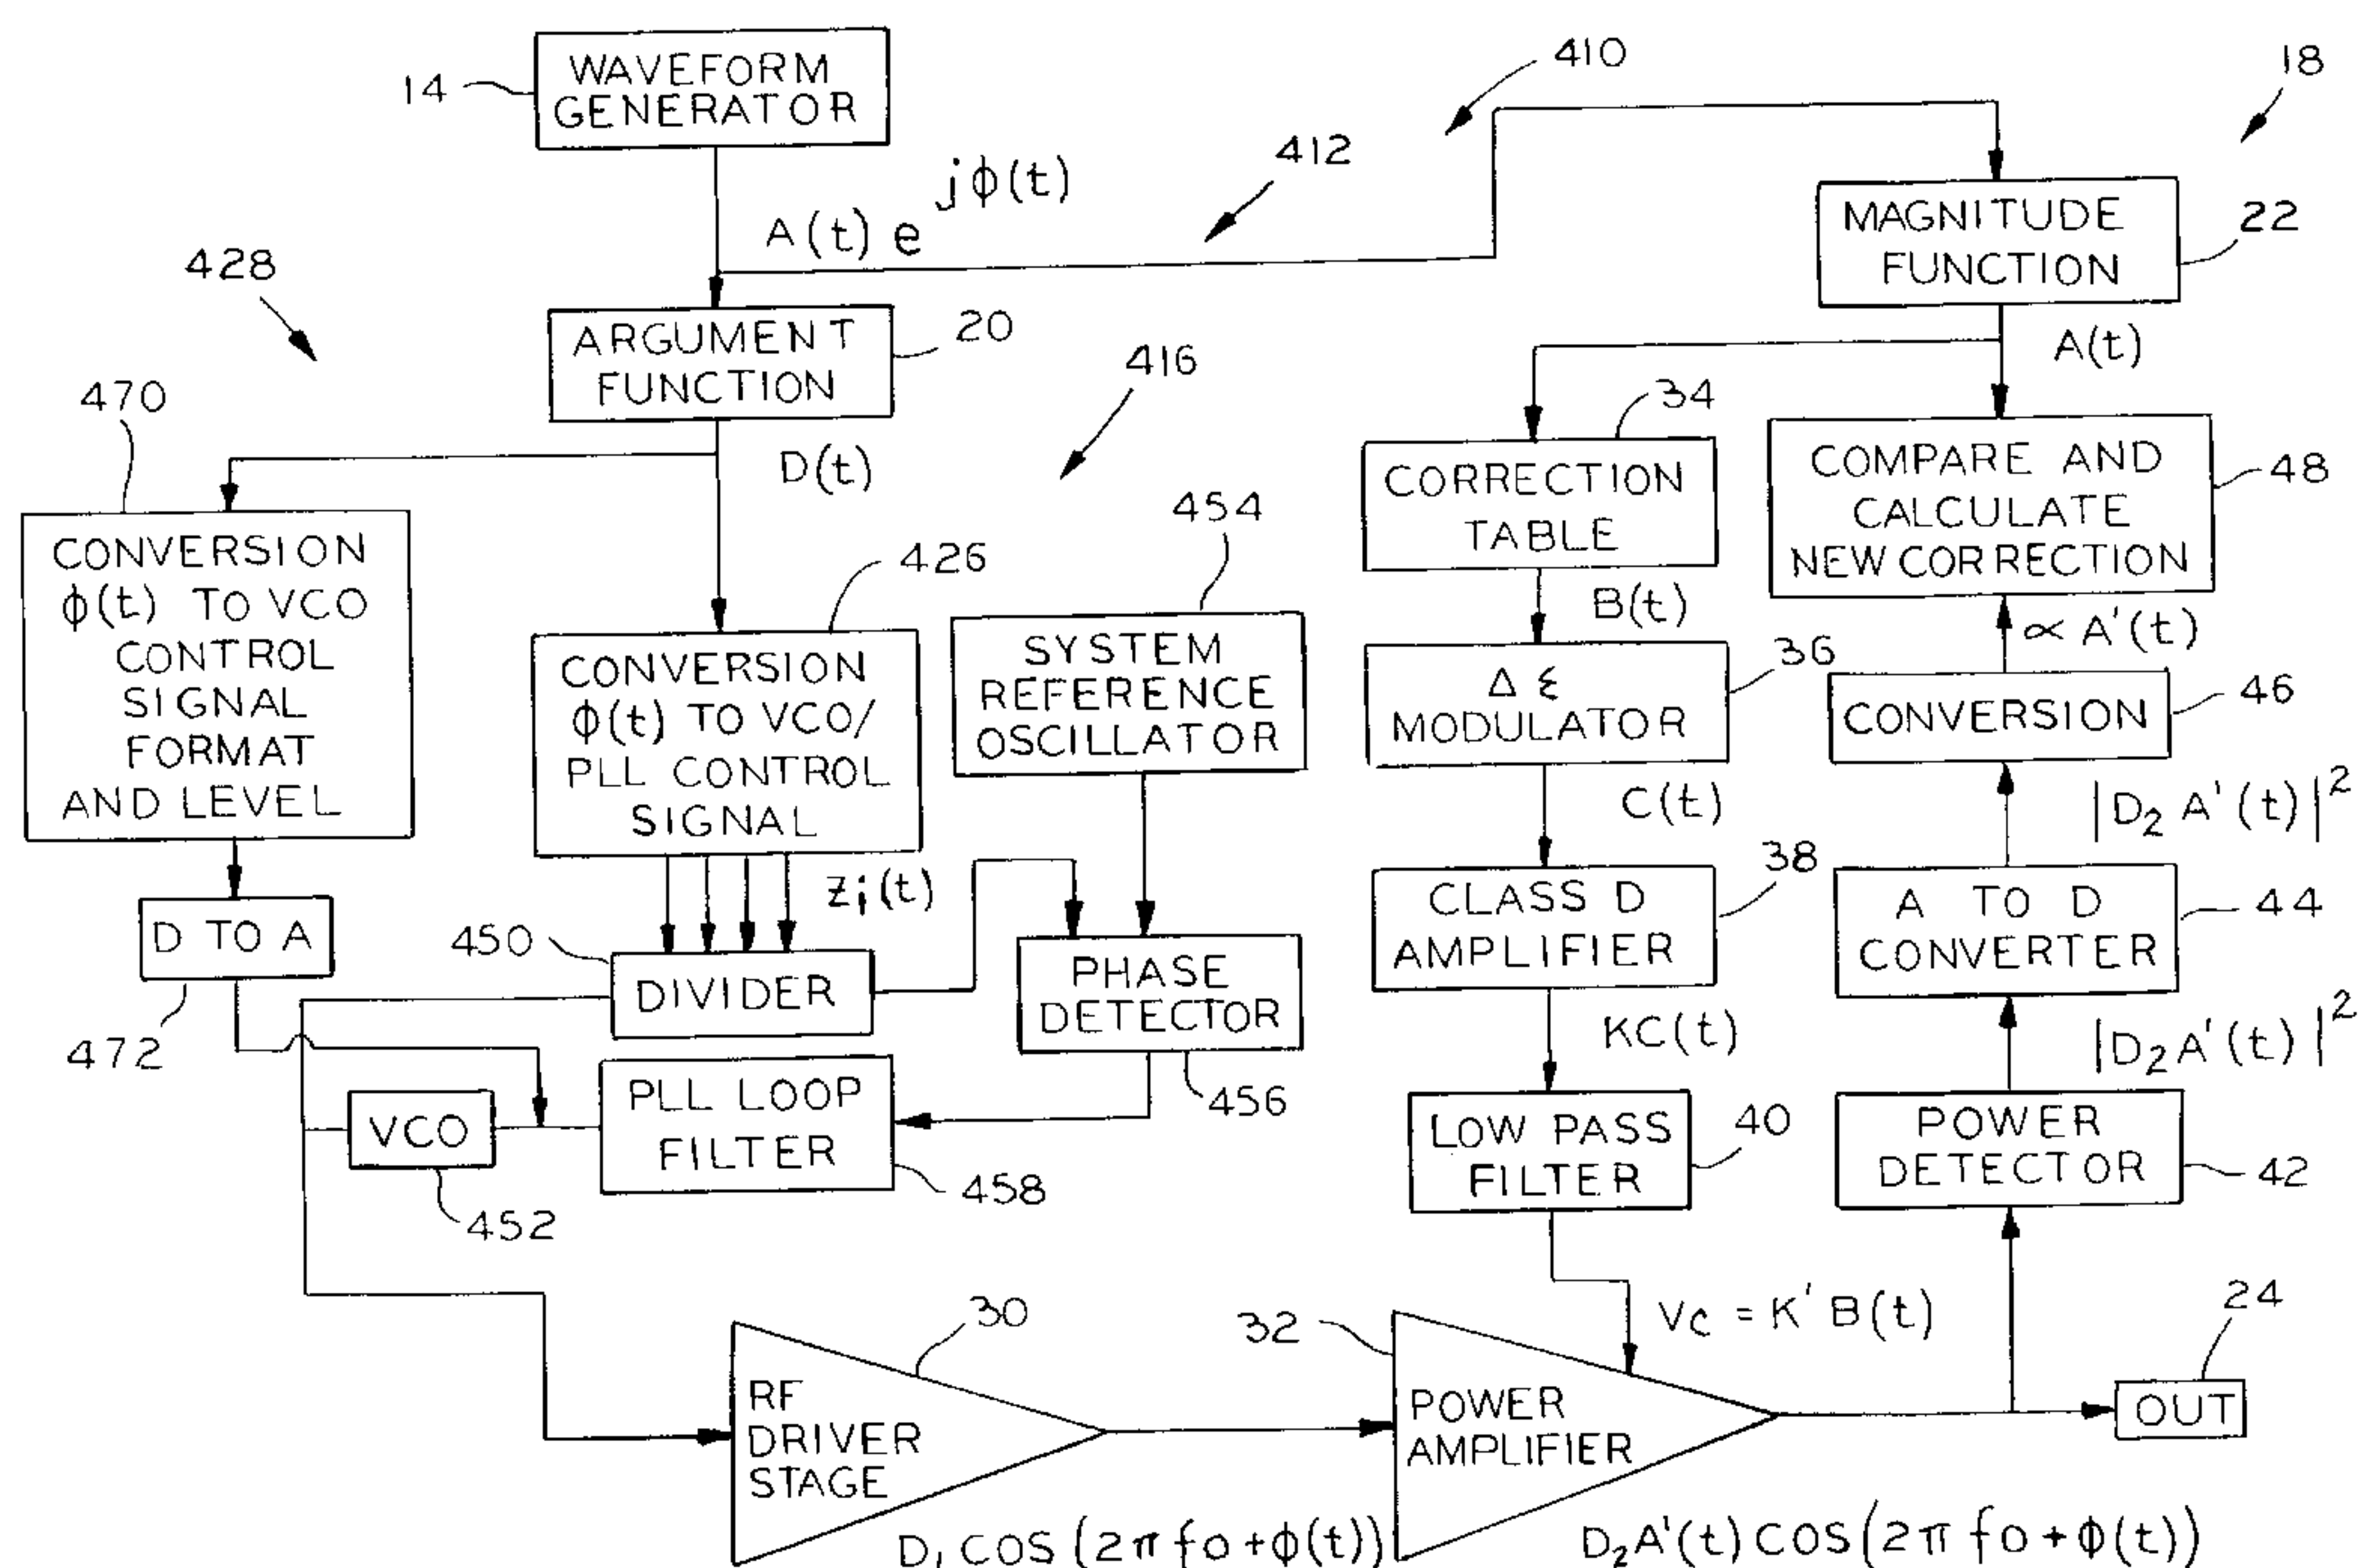 WAVEFORM
GENERATOR
14
410
18
412
A(t) e^jϕ(t)
MAGNITUDE
FUNCTION
22
428
ARGUMENT
FUNCTION
20
416
A(t)
470
D(t)
34
CORRECTION
TABLE
COMPARE AND
CALCULATE
NEW CORRECTION
48
CONVERSION
ϕ(t) TO VCO
CONTROL
SIGNAL
FORMAT
AND LEVEL
426
CONVERSION
ϕ(t) TO VCO/
PLL CONTROL
SIGNAL
454
SYSTEM
REFERENCE
OSCILLATOR
B(t)
∝ A'(t)
Δ ξ
MODULATOR
36
CONVERSION
46
C(t)
|D₂ A'(t)|²
zᵢ(t)
CLASS D
AMPLIFIER
38
A TO D
CONVERTER
44
D TO A
472
450
DIVIDER
PHASE
DETECTOR
456
KC(t)
|D₂A'(t)|²
VCO
452
PLL LOOP
FILTER
458
LOW PASS
FILTER
40
POWER
DETECTOR
42
Vc = K' B(t)
24
OUT
30
RF
DRIVER
STAGE
32
POWER
AMPLIFIER
D₁ COS (2π fo + ϕ(t))
D₂A'(t) COS (2π fo + ϕ(t))